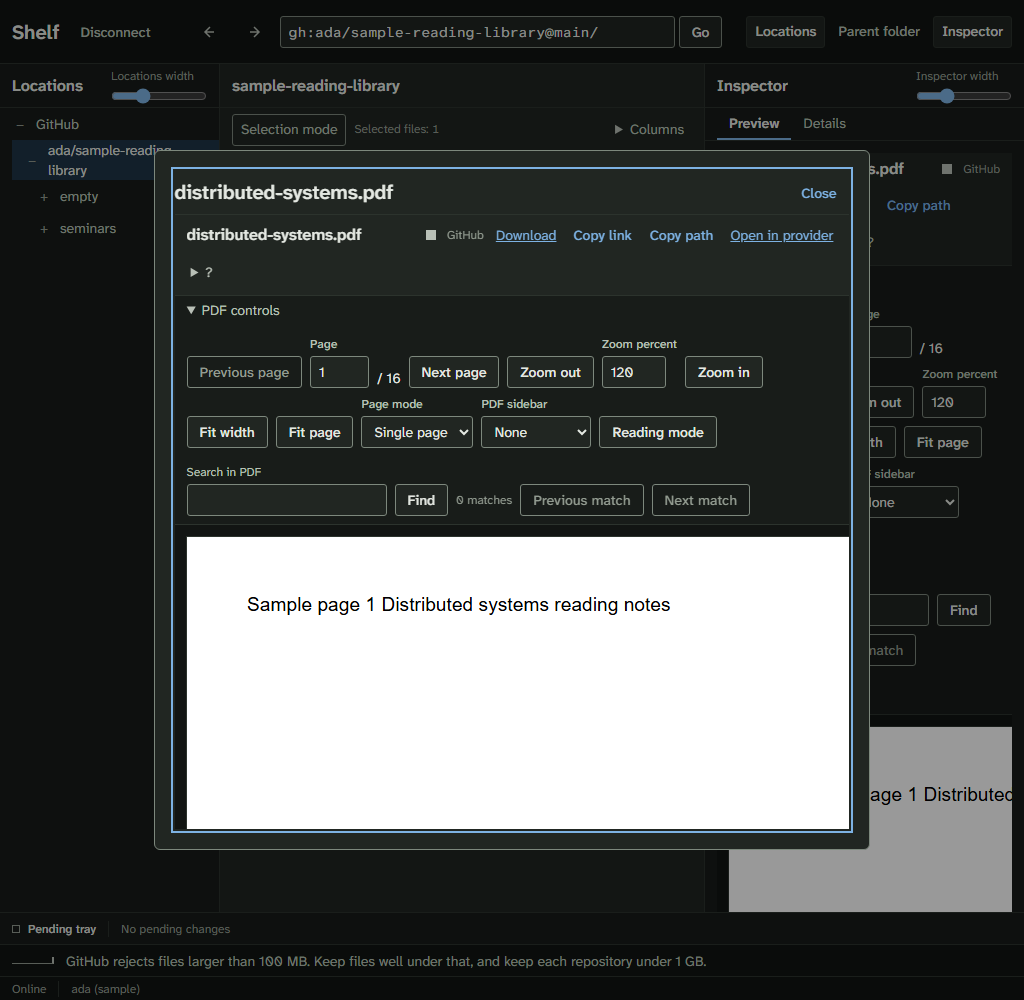 Shelf Disconnect ← → gh:ada/sample-reading-library@main/ Go Locations Parent folder Inspector
Locations Locations width
sample-reading-library
Inspector Inspector width
– GitHub
– ada/sample-reading-
library
+ empty
+ seminars
Selection mode Selected files: 1 ▶ Columns
Preview Details
distributed-systems.pdf Close
distributed-systems.pdf GitHub Download Copy link Copy path Open in provider
▶ ?
▼ PDF controls
Page Zoom percent
Previous page 1 / 16 Next page Zoom out 120 Zoom in
Page mode PDF sidebar
Fit width Fit page Single page None Reading mode
Search in PDF
Find 0 matches Previous match Next match
Sample page 1 Distributed systems reading notes
s.pdf GitHub
Copy path
?
ge
/ 16
Zoom percent
out 120
th Fit page
sidebar
one
Find
match
age 1 Distributed
Pending tray No pending changes
GitHub rejects files larger than 100 MB. Keep files well under that, and keep each repository under 1 GB.
Online ada (sample)